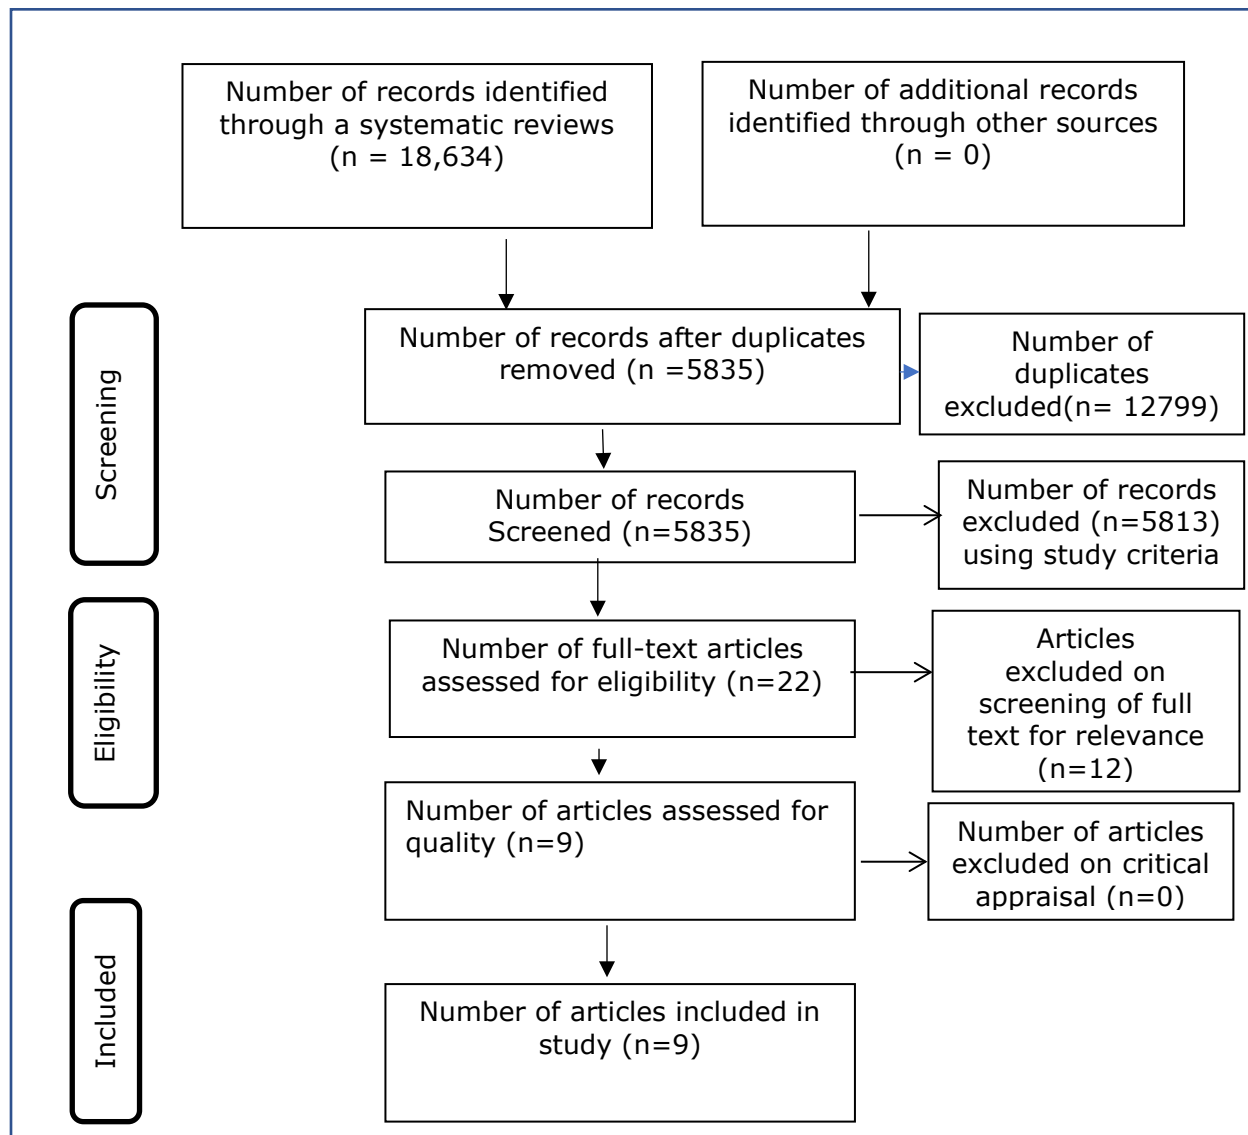 Number of records identified
through a systematic reviews
(n = 18,634)
Number of additional records
identified through other sources
(n = 0)
Screening
Number of records after duplicates
removed (n =5835)
Number of
duplicates
excluded(n= 12799)
Number of records
Screened (n=5835)
Number of records
excluded (n=5813)
using study criteria
Eligibility
Number of full-text articles
assessed for eligibility (n=22)
Articles
excluded on
screening of full
text for relevance
(n=12)
Number of articles assessed for
quality (n=9)
Number of articles
excluded on critical
appraisal (n=0)
Included
Number of articles included in
study (n=9)